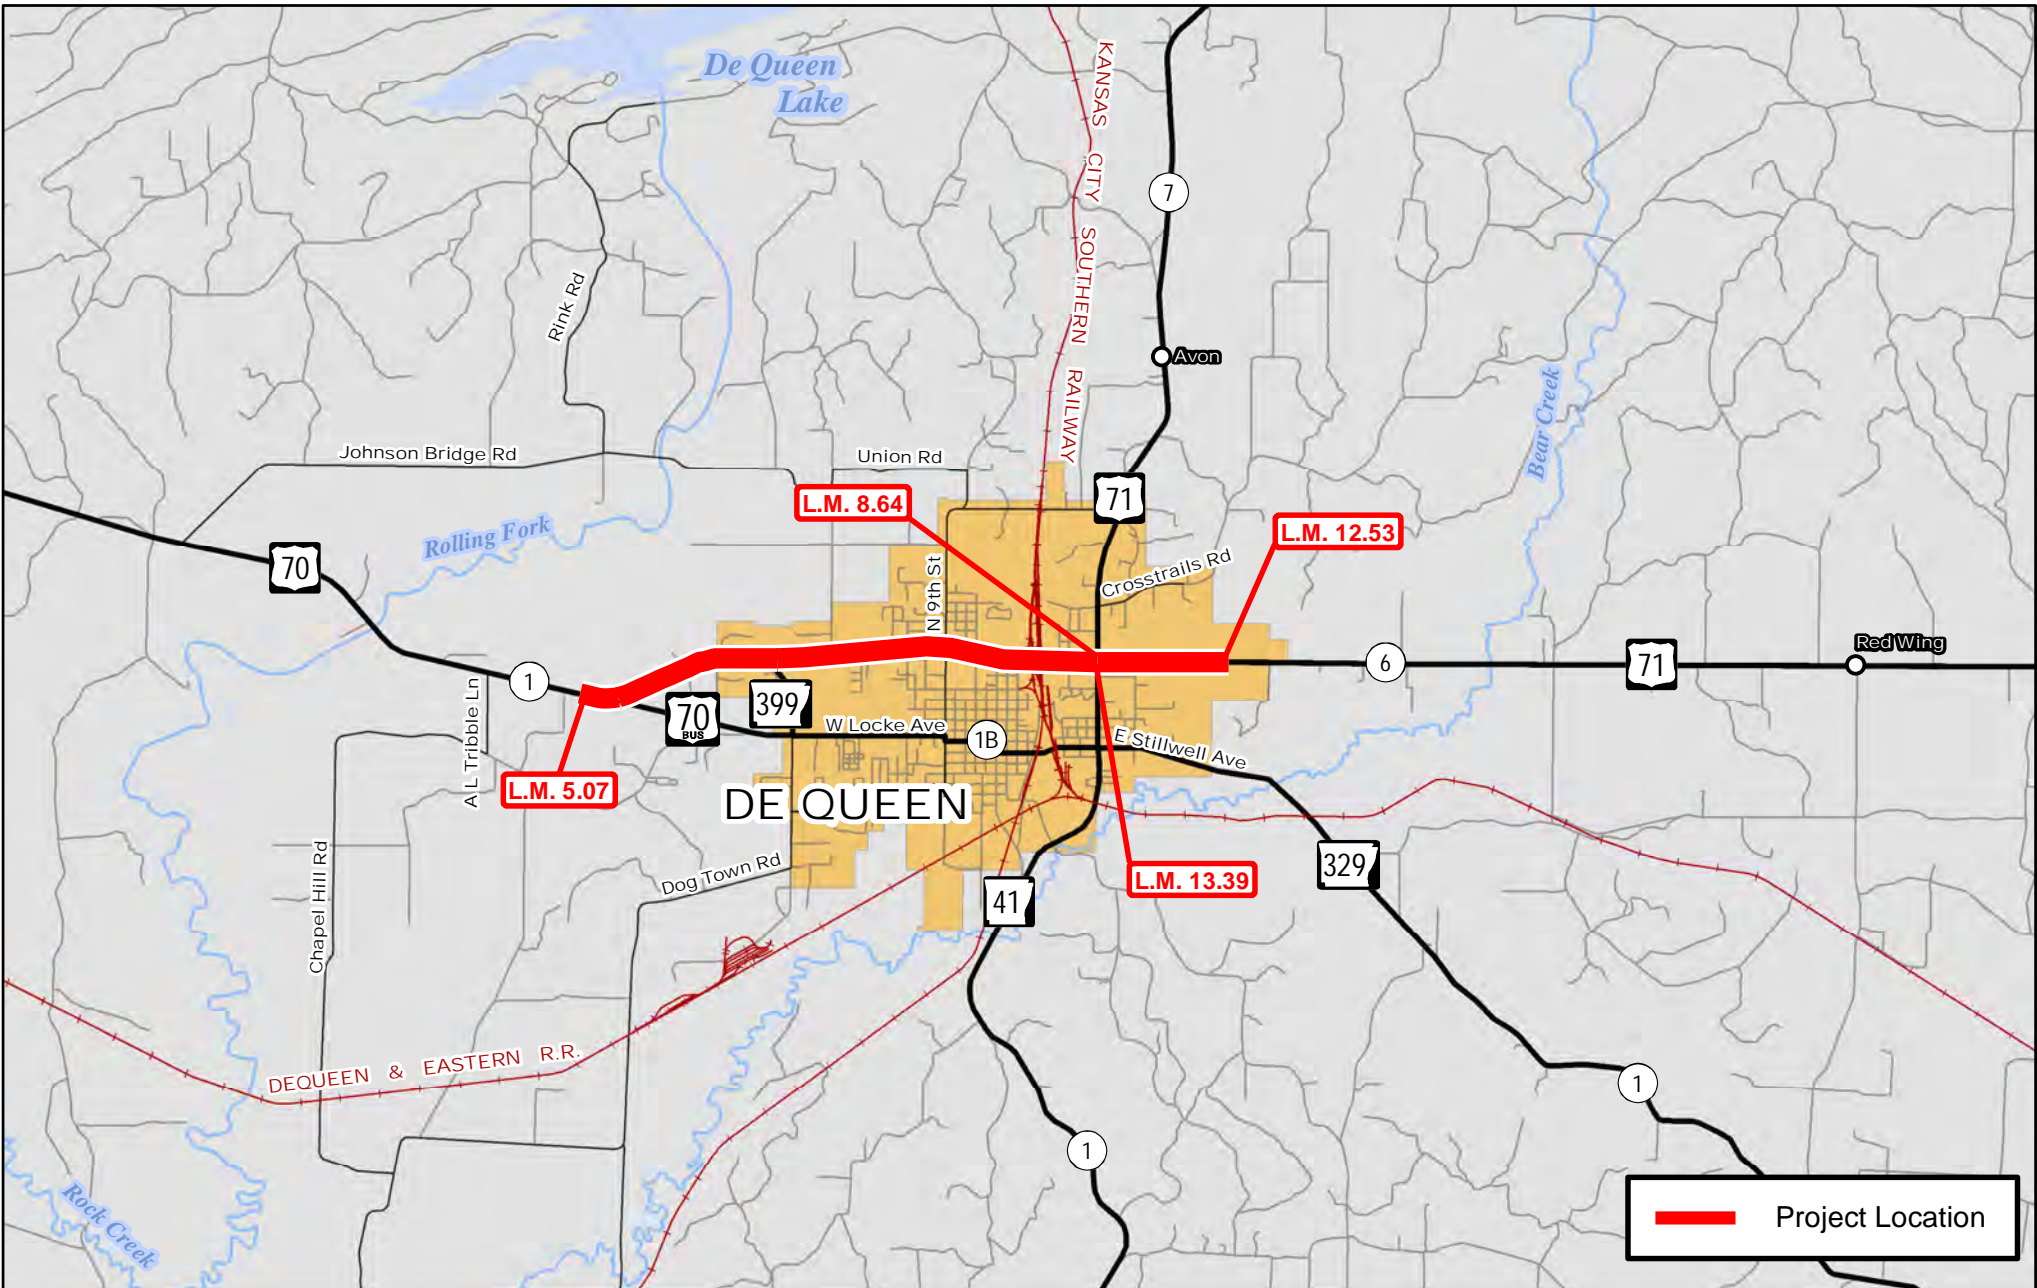 De Queen
Lake
KANSAS CITY SOUTHERN RAILWAY
7
Rink Rd
Avon
Bear Creek
Johnson Bridge Rd
Union Rd
L.M. 8.64
71
L.M. 12.53
Rolling Fork
70
N 9th St
Crosstrails Rd
Red Wing
1
6
71
A L Tribble Ln
399
70
BUS
W Locke Ave
1B
E Stillwell Ave
L.M. 5.07
DE QUEEN
Chapel Hill Rd
Dog Town Rd
L.M. 13.39
329
41
DEQUEEN & EASTERN R.R.
1
1
Rock Creek
Project Location